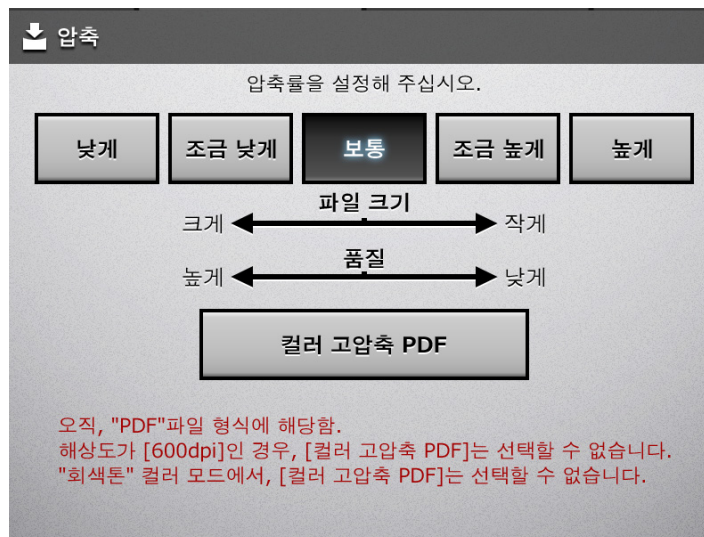 압축
압축률을 설정해 주십시오.
낮게 조금 낮게 보통 조금 높게 높게
파일 크기
크게 작게
품질
높게 낮게
컬러 고압축 PDF
오직, "PDF"파일 형식에 해당함.
해상도가 [600dpi]인 경우, [컬러 고압축 PDF]는 선택할 수 없습니다.
"회색톤" 컬러 모드에서, [컬러 고압축 PDF]는 선택할 수 없습니다.